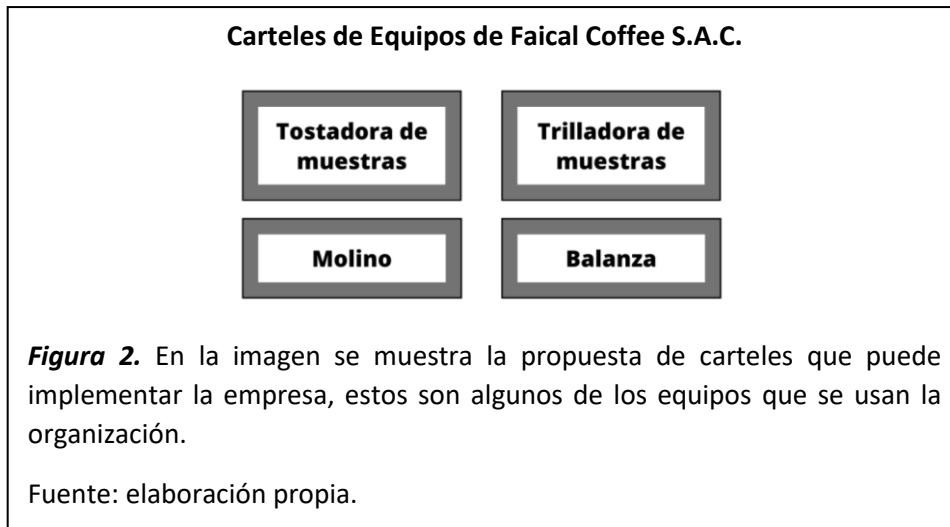 Carteles de Equipos de Faical Coffee S.A.C.
Tostadora de
muestras
Trilladora de
muestras
Molino
Balanza
Figura 2. En la imagen se muestra la propuesta de carteles que puede
implementar la empresa, estos son algunos de los equipos que se usan la
organización.
Fuente: elaboración propia.